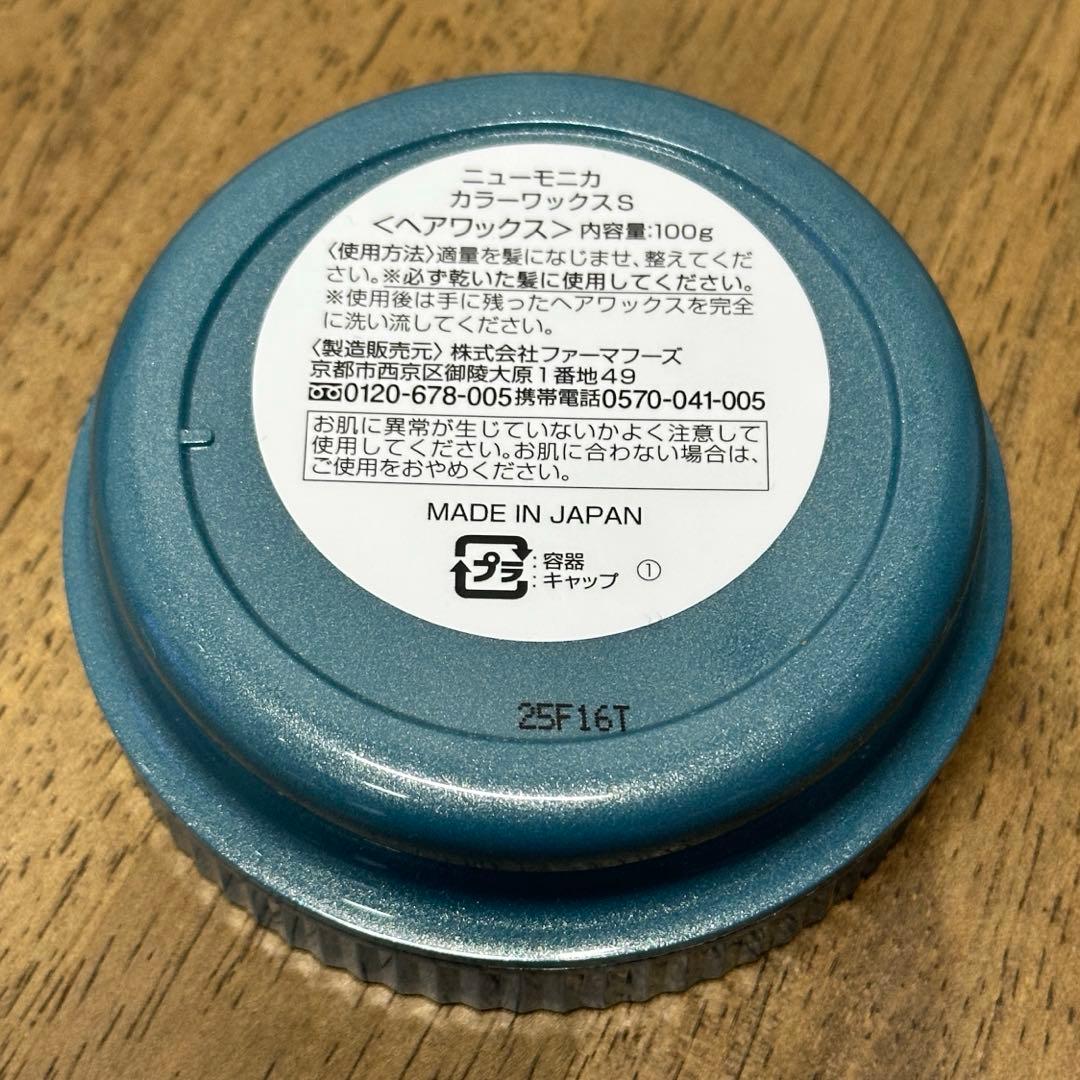 ニューモニカ
カラーワックスS
＜ヘアワックス＞内容量:100g
〈使用方法〉適量を髪になじませ、整えてくだ
さい。※必ず乾いた髪に使用してください。
※使用後は手に残ったヘアワックスを完全
に洗い流してください。
〈製造販売元〉株式会社ファーマフーズ
京都市西京区御陵大原1番地49
0120-678-005携帯電話0570-041-005
お肌に異常が生じていないかよく注意して
使用してください。お肌に合わない場合は、
ご使用をおやめください。
MADE IN JAPAN
プラ:容器
:キャップ ①
25F16T